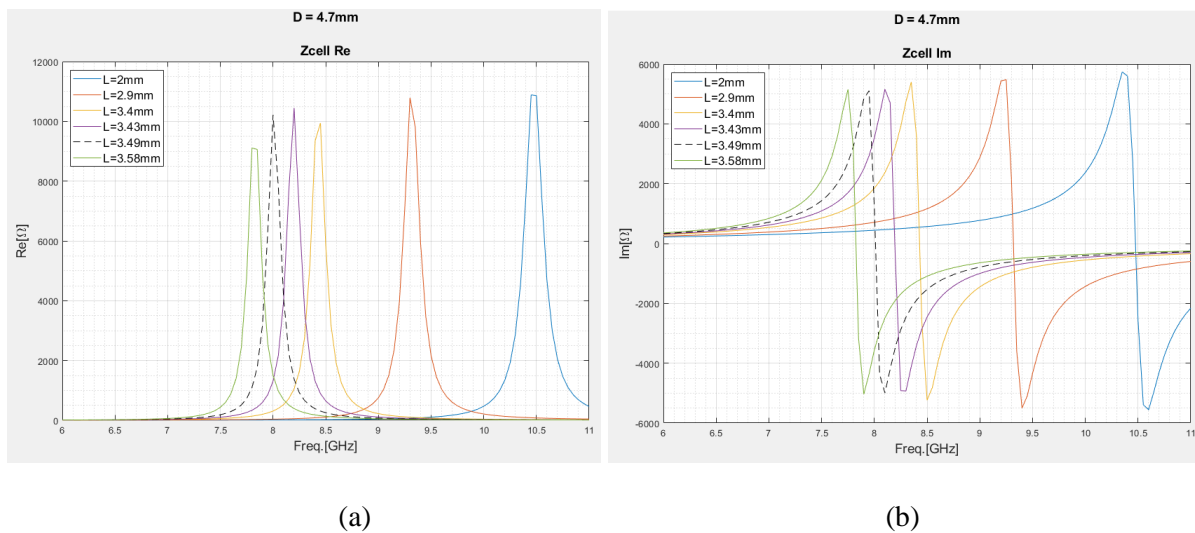 D = 4.7mm
Zcell Re
12000
10000
8000
6000
4000
2000
0
Re[Ω]
L=2mm
L=2.9mm
L=3.4mm
L=3.43mm
L=3.49mm
L=3.58mm
6 6.5 7 7.5 8 8.5 9 9.5 10 10.5 11
Freq.[GHz]
(a)
D = 4.7mm
Zcell Im
6000
4000
2000
0
-2000
-4000
-6000
Im[Ω]
L=2mm
L=2.9mm
L=3.4mm
L=3.43mm
L=3.49mm
L=3.58mm
6 6.5 7 7.5 8 8.5 9 9.5 10 10.5 11
Freq.[GHz]
(b)